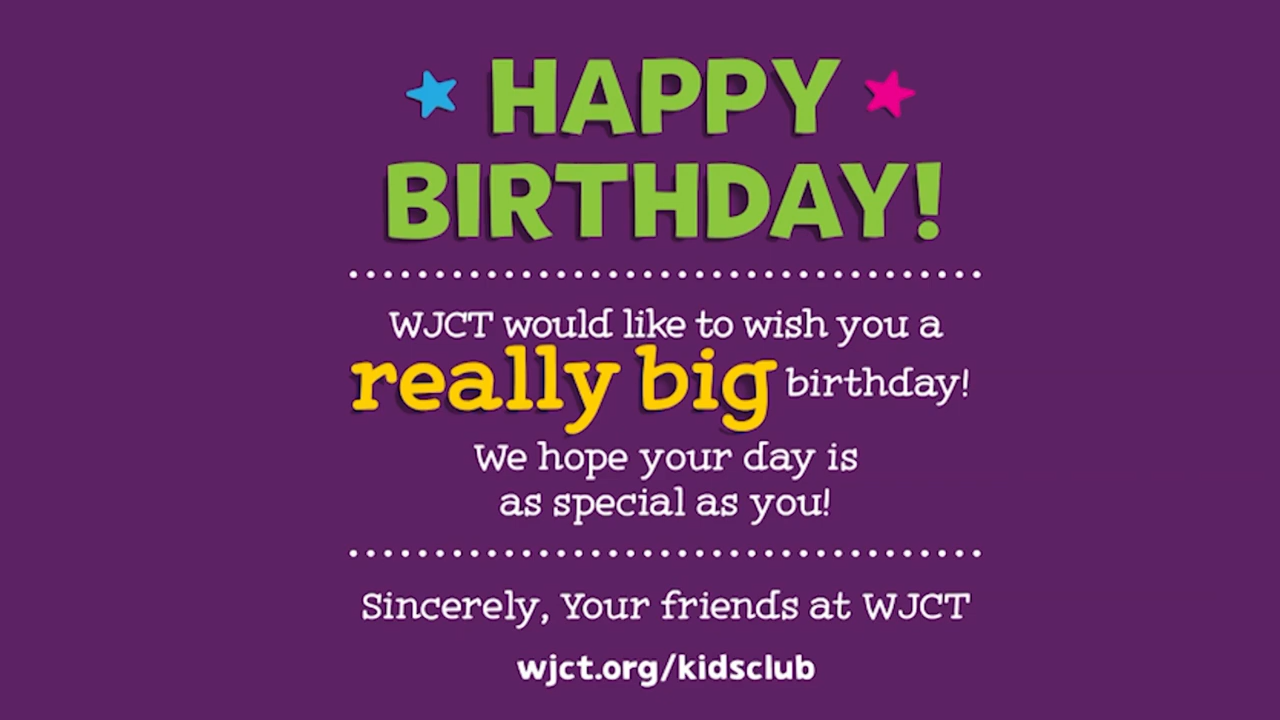 HAPPY
BIRTHDAY!
WJCT would like to wish you a
really big birthday!
We hope your day is
as special as you!
Sincerely, Your friends at WJCT
wjct.org/kidsclub